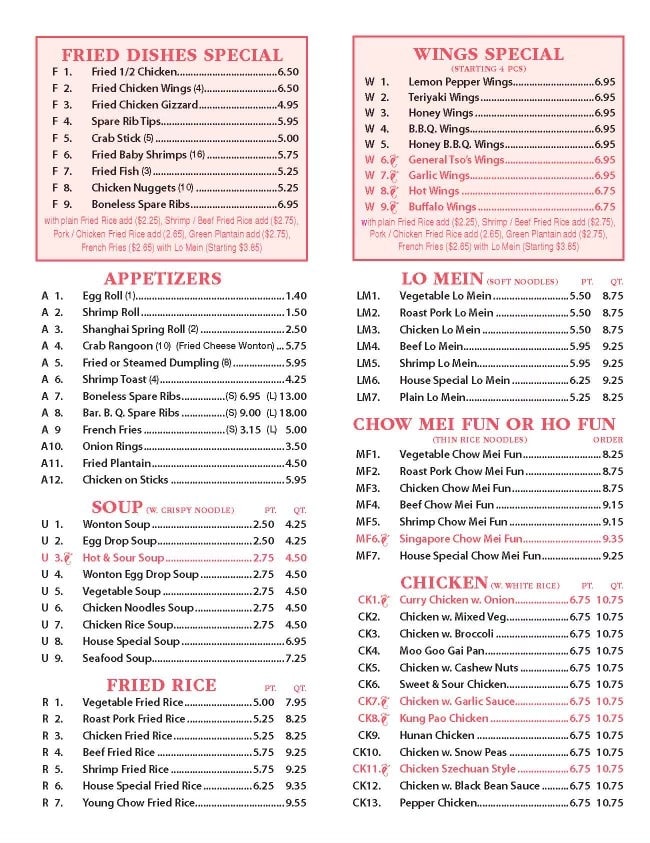 FRIED DISHES SPECIAL
F 1. Fried 1/2 Chicken.....................................6.50
F 2. Fried Chicken Wings (4)...........................6.50
F 3. Fried Chicken Gizzard.............................4.95
F 4. Spare Rib Tips...........................................5.95
F 5. Crab Stick (5) ............................................5.00
F 6. Fried Baby Shrimps (16) ..........................5.75
F 7. Fried Fish (3)..............................................5.25
F 8. Chicken Nuggets (10) ..............................5.25
F 9. Boneless Spare Ribs................................6.95
with plain Fried Rice add ($2.25), Shrimp / Beef Fried Rice add ($2.75),
Pork / Chicken Fried Rice add (2.65), Green Plantain add ($2.75),
French Fries ($2.65) with Lo Mein (Starting $3.85)
APPETIZERS
A 1. Egg Roll (1).......................................................1.40
A 2. Shrimp Roll.....................................................1.50
A 3. Shanghai Spring Roll (2) ................................2.50
A 4. Crab Rangoon (10) (Fried Cheese Wonton) ...5.75
A 5. Fried or Steamed Dumpling (8)...................5.95
A 6. Shrimp Toast (4)..............................................4.25
A 7. Boneless Spare Ribs................(S) 6.95 (L) 13.00
A 8. Bar. B. Q. Spare Ribs ................(S) 9.00 (L) 18.00
A 9 French Fries ..............................(S) 3.15 (L) 5.00
A10. Onion Rings....................................................3.50
A11. Fried Plantain.................................................4.50
A12. Chicken on Sticks ..........................................5.95
SOUP (W. CRISPY NOODLE) PT. QT.
U 1. Wonton Soup.....................................2.50 4.25
U 2. Egg Drop Soup..................................2.50 4.25
U 3. Hot & Sour Soup................................2.75 4.50
U 4. Wonton Egg Drop Soup...................2.75 4.50
U 5. Vegetable Soup.................................2.75 4.50
U 6. Chicken Noodles Soup.....................2.75 4.50
U 7. Chicken Rice Soup............................2.75 4.50
U 8. House Special Soup ......................................6.95
U 9. Seafood Soup.................................................7.25
FRIED RICE PT. QT.
R 1. Vegetable Fried Rice.........................5.00 7.95
R 2. Roast Pork Fried Rice.......................5.25 8.25
R 3. Chicken Fried Rice.............................5.25 8.25
R 4. Beef Fried Rice ...................................5.75 9.25
R 5. Shrimp Fried Rice ..............................5.75 9.25
R 6. House Special Fried Rice..................6.25 9.35
R 7. Young Chow Fried Rice.................................9.55
WINGS SPECIAL
(STARTING 4 PCS)
W 1. Lemon Pepper Wings..............................6.95
W 2. Teriyaki Wings..........................................6.95
W 3. Honey Wings............................................6.95
W 4. B.B.Q. Wings..............................................6.95
W 5. Honey B.B.Q. Wings.................................6.95
W 6. General Tso's Wings.................................6.95
W 7. Garlic Wings..............................................6.95
W 8. Hot Wings .................................................6.75
W 9. Buffalo Wings............................................6.75
with plain Fried Rice add ($2.25), Shrimp / Beef Fried Rice add ($2.75),
Pork / Chicken Fried Rice add (2.65), Green Plantain add ($2.75),
French Fries ($2.65) with Lo Mein (Starting $3.85)
LO MEIN (SOFT NOODLES) PT. QT.
LM1. Vegetable Lo Mein............................5.50 8.75
LM2. Roast Pork Lo Mein ...........................5.50 8.75
LM3. Chicken Lo Mein ................................5.50 8.75
LM4. Beef Lo Mein.......................................5.95 9.25
LM5. Shrimp Lo Mein..................................5.95 9.25
LM6. House Special Lo Mein .....................6.25 9.25
LM7. Plain Lo Mein......................................5.25 8.25
CHOW MEI FUN OR HO FUN
(THIN RICE NOODLES) ORDER
MF1. Vegetable Chow Mei Fun.............................8.25
MF2. Roast Pork Chow Mei Fun............................8.75
MF3. Chicken Chow Mei Fun.................................8.75
MF4. Beef Chow Mei Fun .......................................9.15
MF5. Shrimp Chow Mei Fun ..................................9.15
MF6. Singapore Chow Mei Fun.............................9.35
MF7. House Special Chow Mei Fun......................9.25
CHICKEN (W. WHITE RICE) PT. QT.
CK1. Curry Chicken w. Onion....................6.75 10.75
CK2. Chicken w. Mixed Veg.......................6.75 10.75
CK3. Chicken w. Broccoli ...........................6.75 10.75
CK4. Moo Goo Gai Pan...............................6.75 10.75
CK5. Chicken w. Cashew Nuts ..................6.75 10.75
CK6. Sweet & Sour Chicken.......................6.75 10.75
CK7. Chicken w. Garlic Sauce....................6.75 10.75
CK8. Kung Pao Chicken .............................6.75 10.75
CK9. Hunan Chicken ..................................6.75 10.75
CK10. Chicken w. Snow Peas ......................6.75 10.75
CK11. Chicken Szechuan Style ...................6.75 10.75
CK12. Chicken w. Black Bean Sauce ..........6.75 10.75
CK13. Pepper Chicken..................................6.75 10.75